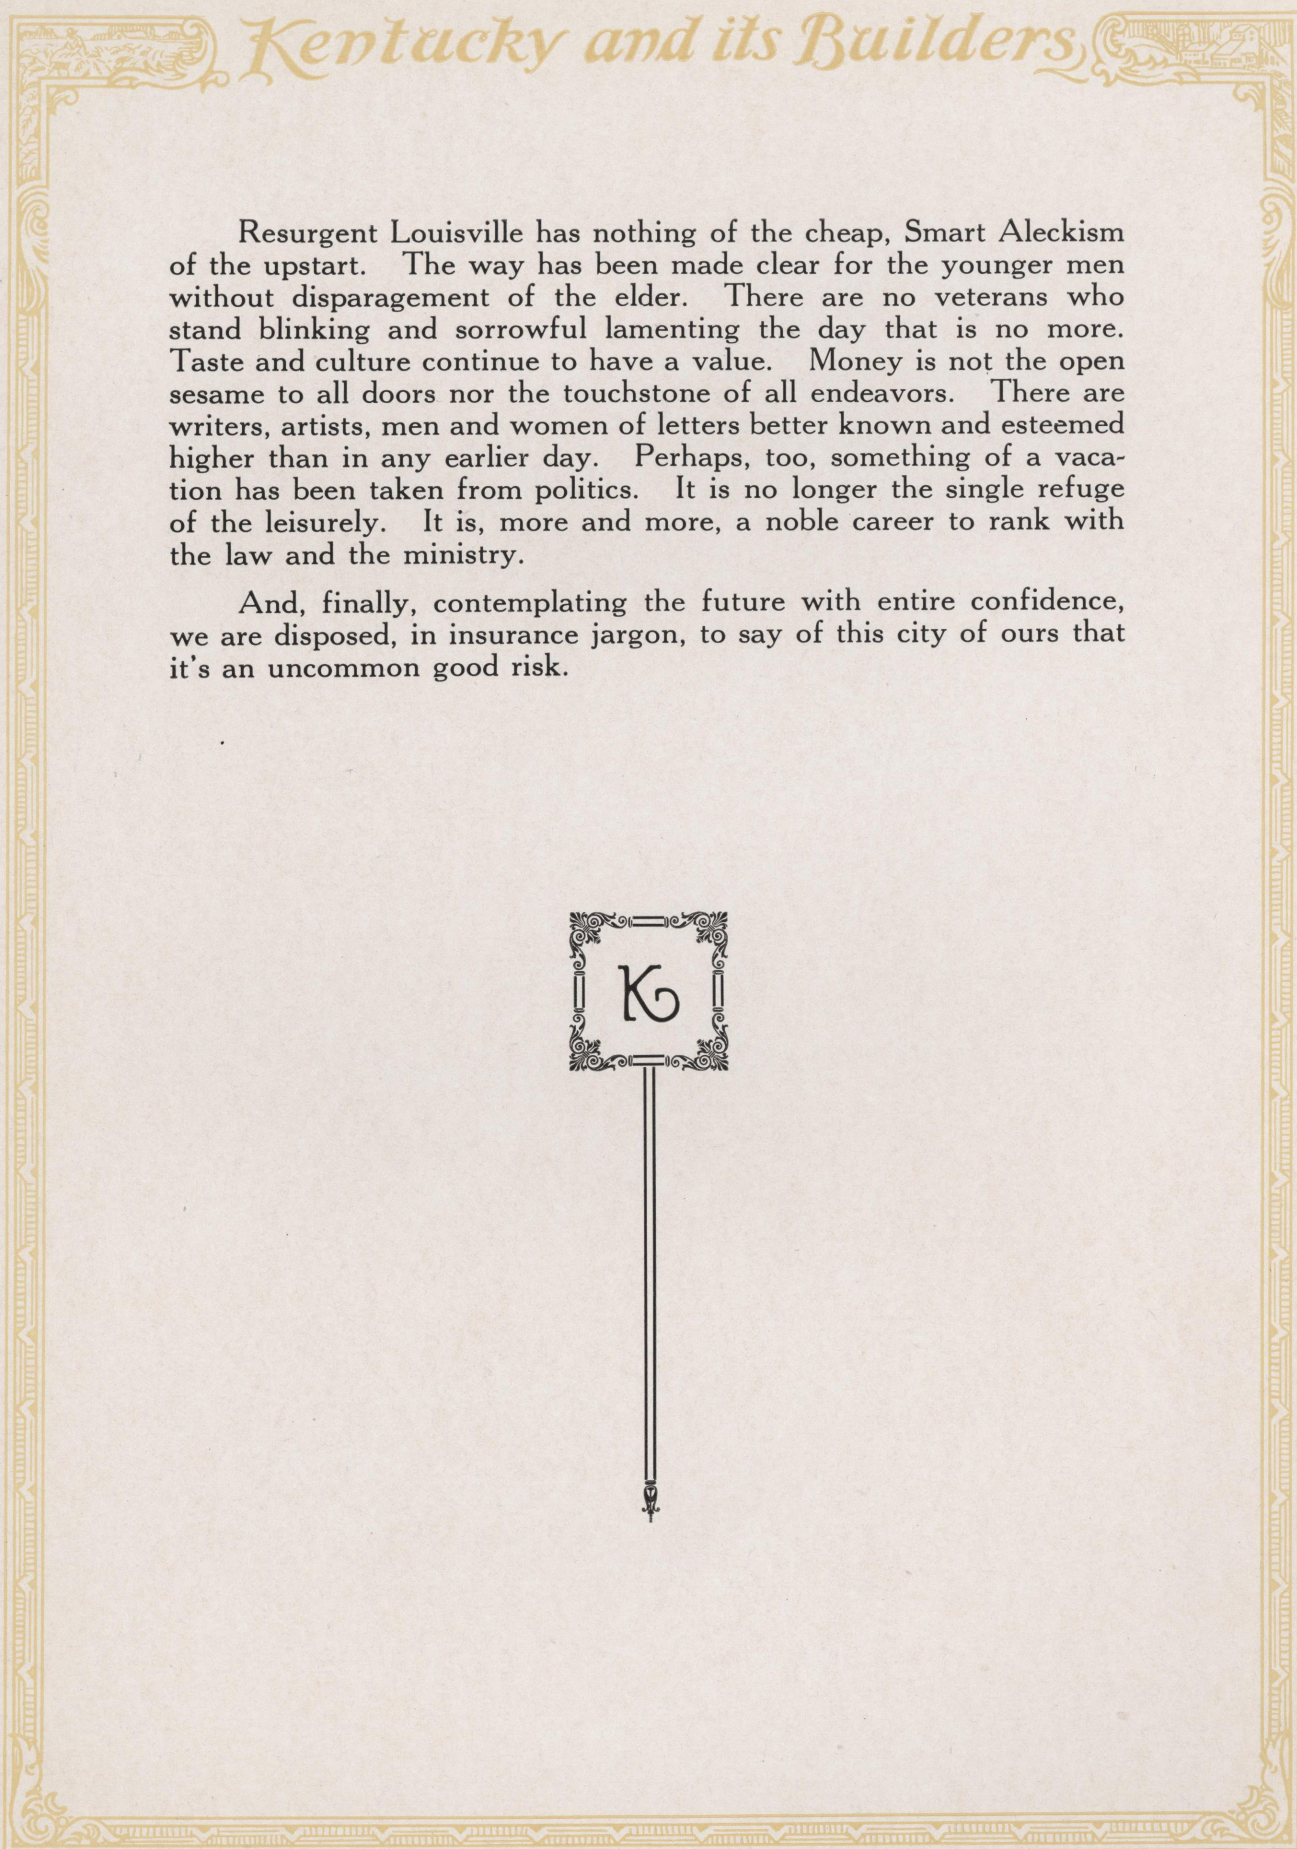 Kentucky and its Builders
Resurgent Louisville has nothing of the cheap, Smart Aleckism
of the upstart. The way has been made clear for the younger men
without disparagement of the elder. There are no veterans who
stand blinking and sorrowful lamenting the day that is no more.
Taste and culture continue to have a value. Money is not the open
sesame to all doors nor the touchstone of all endeavors. There are
writers, artists, men and women of letters better known and esteemed
higher than in any earlier day. Perhaps, too, something of a vaca-
tion has been taken from politics. It is no longer the single refuge
of the leisurely. It is, more and more, a noble career to rank with
the law and the ministry.
And, finally, contemplating the future with entire confidence,
we are disposed, in insurance jargon, to say of this city of ours that
it's an uncommon good risk.
K